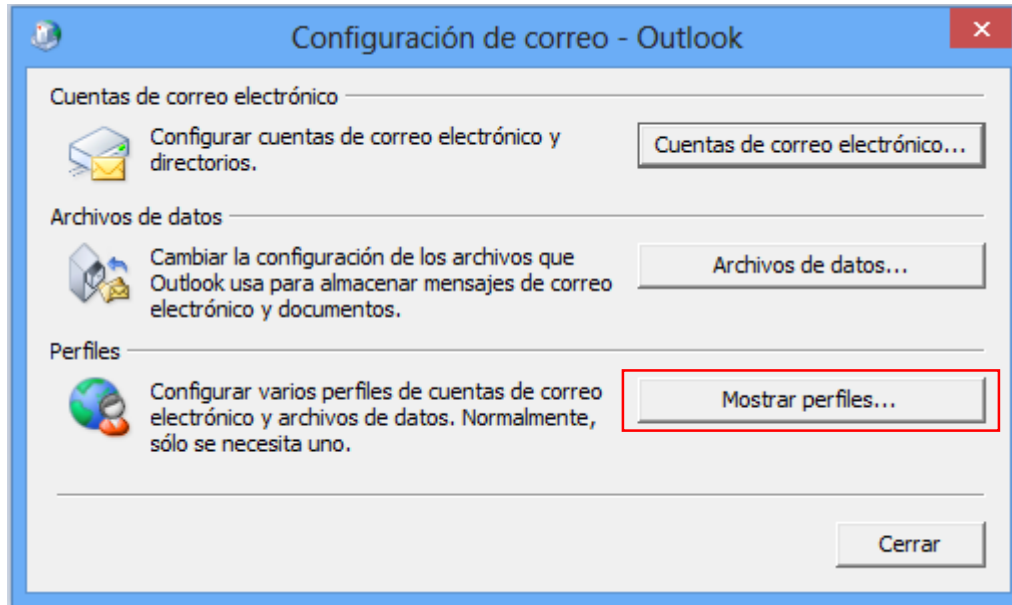 Configuración de correo - Outlook
Cuentas de correo electrónico
Configurar cuentas de correo electrónico y
directorios.
Cuentas de correo electrónico...
Archivos de datos
Cambiar la configuración de los archivos que
Outlook usa para almacenar mensajes de correo
electrónico y documentos.
Archivos de datos...
Perfiles
Configurar varios perfiles de cuentas de correo
electrónico y archivos de datos. Normalmente,
sólo se necesita uno.
Mostrar perfiles...
Cerrar